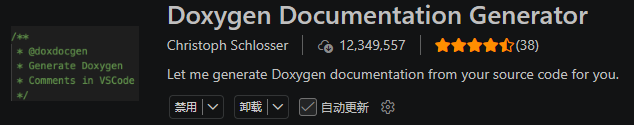 /**
* @doxdocgen
* Generate Doxygen
* Comments in VSCode
*/
Doxygen Documentation Generator
Christoph Schlosser 12,349,557 (38)
Let me generate Doxygen documentation from your source code for you.
禁用 卸载 自动更新